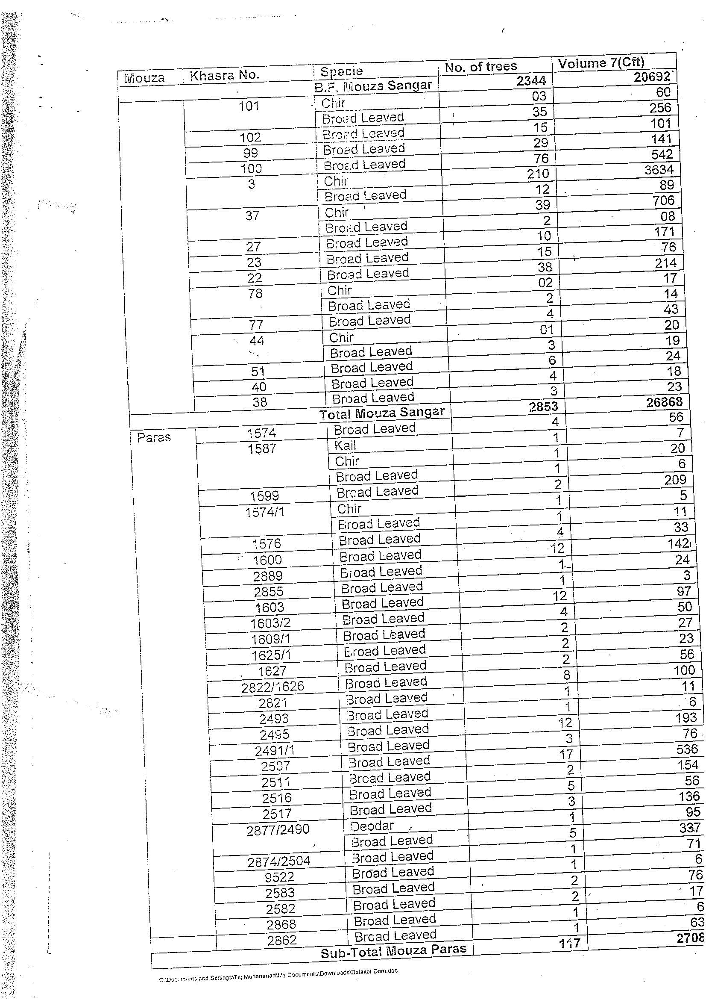 Mouza Khasra No. Specie No. of trees Volume 7(Cft)
B.F. Mouza Sangar 2344 20692
101 Chir 03 60
Broad Leaved 35 256
102 Broad Leaved 15 101
99 Broad Leaved 29 141
100 Broad Leaved 76 542
3 Chir 210 3634
Broad Leaved 12 89
37 Chir 39 706
Broad Leaved 2 08
27 Broad Leaved 10 171
23 Broad Leaved 15 76
22 Broad Leaved 38 214
78 Chir 02 17
Broad Leaved 2 14
77 Broad Leaved 4 43
44 Chir 01 20
Broad Leaved 3 19
51 Broad Leaved 6 24
40 Broad Leaved 4 18
38 Broad Leaved 3 23
Total Mouza Sangar 2853 26868
Paras 1574 Broad Leaved 4 56
1587 Kail 1 7
Chir 1 20
Broad Leaved 1 6
1599 Broad Leaved 2 209
1574/1 Chir 1 5
Broad Leaved 1 11
1576 Broad Leaved 4 33
1600 Broad Leaved 12 142
2889 Broad Leaved 1 24
2855 Broad Leaved 1 3
1603 Broad Leaved 12 97
1603/2 Broad Leaved 4 50
1609/1 Broad Leaved 2 27
1625/1 Broad Leaved 2 23
1627 Broad Leaved 2 56
2822/1626 Broad Leaved 8 100
2821 Broad Leaved 1 11
2493 Broad Leaved 1 6
2495 Broad Leaved 12 193
2491/1 Broad Leaved 3 76
2507 Broad Leaved 17 536
2511 Broad Leaved 2 154
2516 Broad Leaved 5 56
2517 Broad Leaved 3 136
2877/2490 Deodar 1 95
Broad Leaved 5 337
2874/2504 Broad Leaved 1 71
9522 Broad Leaved 1 6
2583 Broad Leaved 2 76
2582 Broad Leaved 2 17
2868 Broad Leaved 1 6
2862 Broad Leaved 1 63
Sub-Total Mouza Paras 117 2708
C:\Documents and Settings\Taj Muhammad\My Documents\Downloads\Balakot Dam.doc